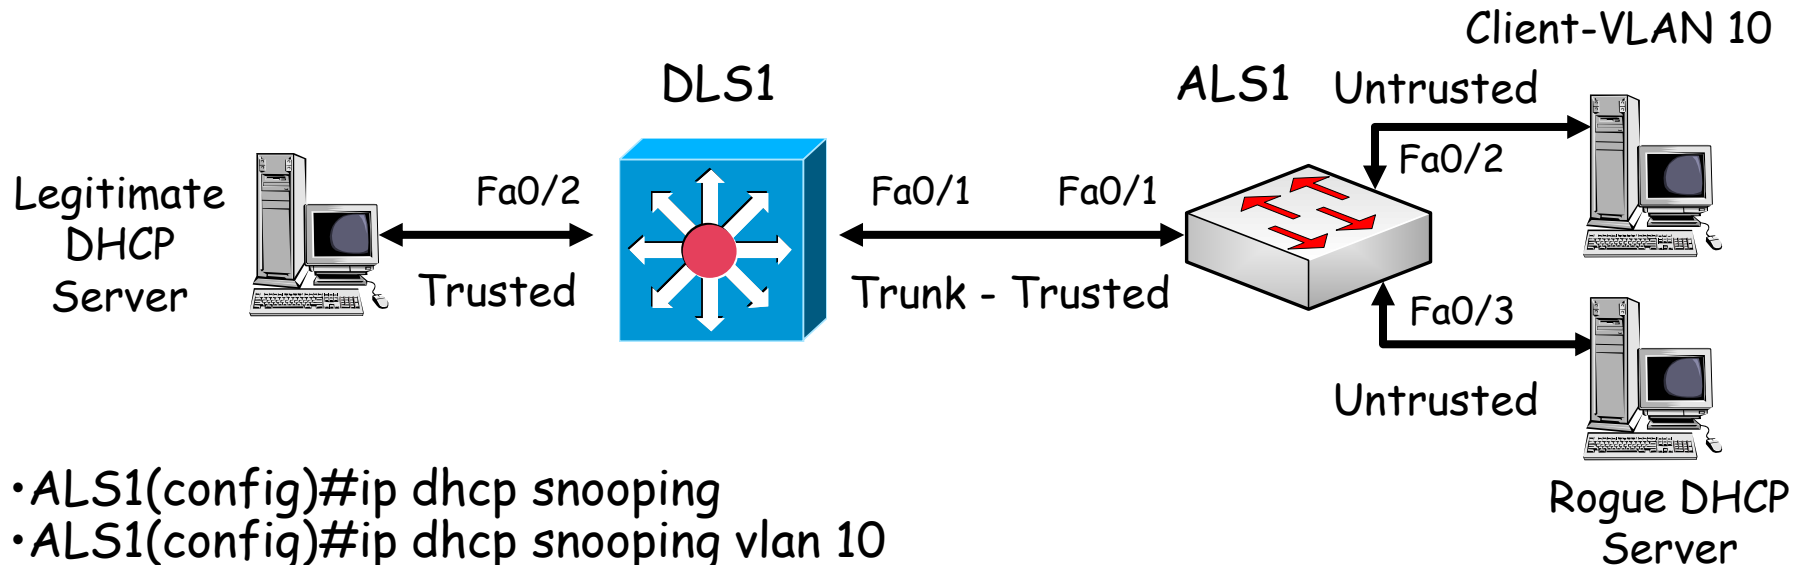 Client-VLAN 10
DLS1
ALS1
Untrusted
Legitimate
DHCP
Server
Fa0/2
Trusted
Fa0/1
Fa0/1
Trunk - Trusted
Fa0/2
Fa0/3
Untrusted
Rogue DHCP
Server
•ALS1(config)#ip dhcp snooping
•ALS1(config)#ip dhcp snooping vlan 10